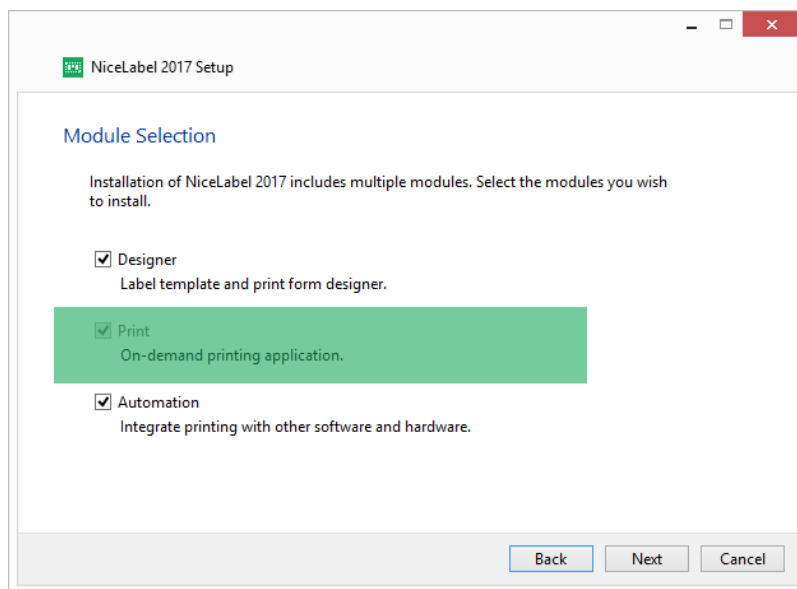 NiceLabel 2017 Setup
Module Selection
Installation of NiceLabel 2017 includes multiple modules. Select the modules you wish
to install.
Designer
Label template and print form designer.
Print
On-demand printing application.
Automation
Integrate printing with other software and hardware.
Back Next Cancel